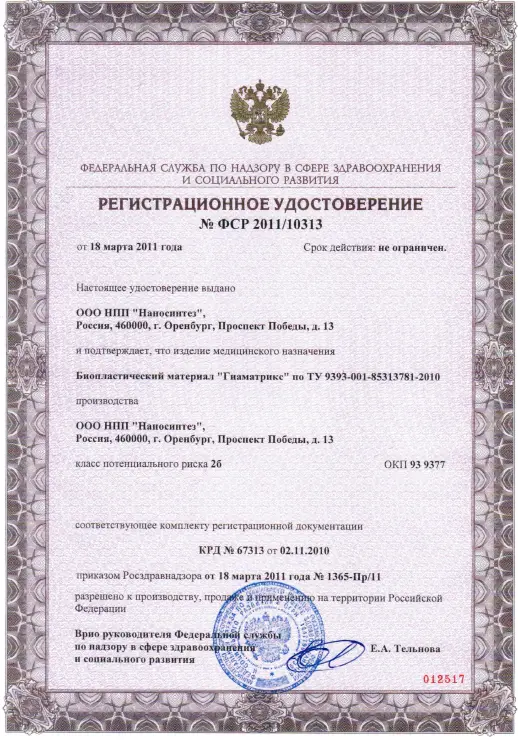 ФЕДЕРАЛЬНАЯ СЛУЖБА ПО НАДЗОРУ В СФЕРЕ ЗДРАВООХРАНЕНИЯ
И СОЦИАЛЬНОГО РАЗВИТИЯ
РЕГИСТРАЦИОННОЕ УДОСТОВЕРЕНИЕ
№ ФСР 2011/10313
от 18 марта 2011 года Срок действия: не ограничен.
Настоящее удостоверение выдано
ООО НПП "Наносинтез",
Россия, 460000, г. Оренбург, Проспект Победы, д. 13
и подтверждает, что изделие медицинского назначения
Биопластический материал "Гиаматрикс" по ТУ 9393-001-85313781-2010
производства
ООО НПП "Наносинтез",
Россия, 460000, г. Оренбург, Проспект Победы, д. 13
класс потенциального риска 2б ОКП 93 9377
соответствующее комплекту регистрационной документации
КРД № 67313 от 02.11.2010
приказом Росздравнадзора от 18 марта 2011 года № 1365-Пр/11
разрешено к производству, продаже и применению на территории Российской
Федерации
Врио руководителя Федеральной службы
по надзору в сфере здравоохранения
и социального развития Е.А. Тельнова
012517